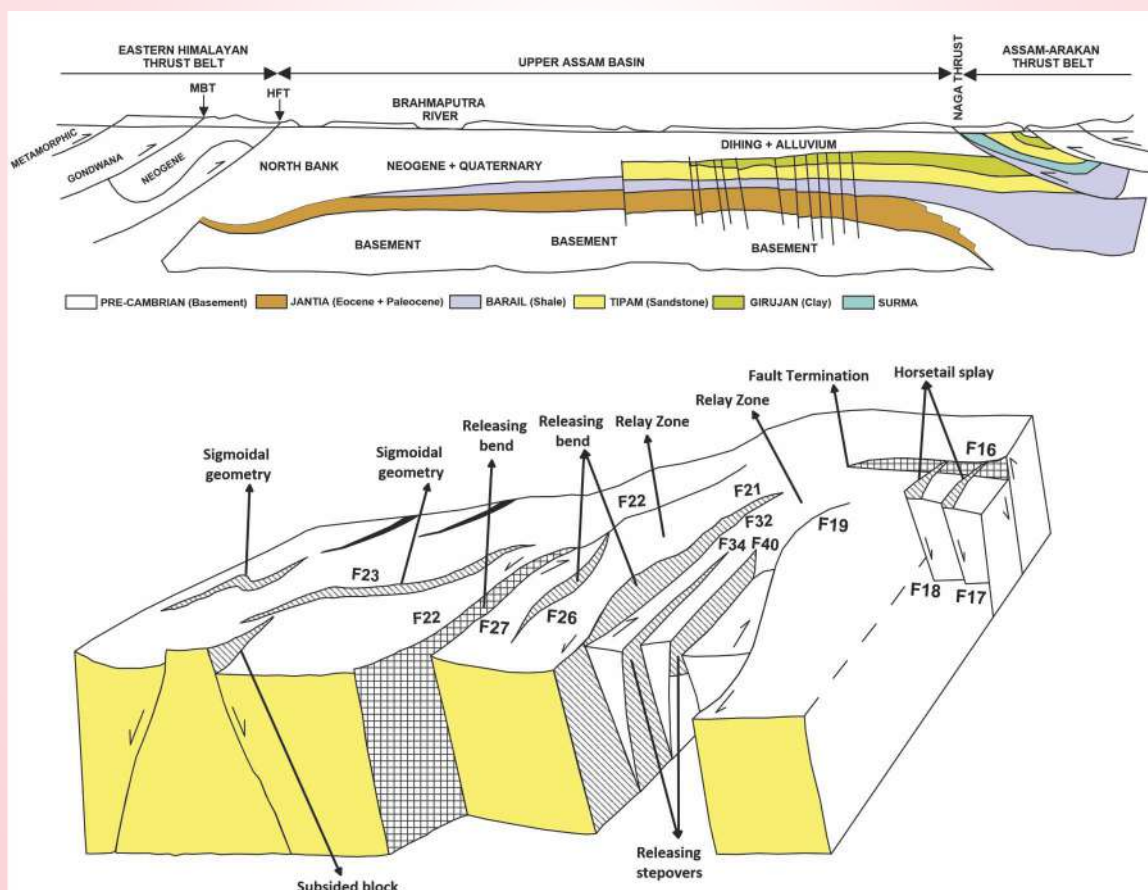 EASTERN HIMALAYAN
THRUST BELT
UPPER ASSAM BASIN
NAGA THRUST
ASSAM-ARAKAN
THRUST BELT
MBT
HFT
BRAHMAPUTRA
RIVER
METAMORPHIC
GONDWANA
NEOGENE
NORTH BANK
NEOGENE + QUATERNARY
DIHING + ALLUVIUM
BASEMENT
BASEMENT
BASEMENT
PRE-CAMBRIAN (Basement)
JANTIA (Eocene + Paleocene)
BARAIL (Shale)
TIPAM (Sandstone)
GIRUJAN (Clay)
SURMA
Sigmoidal
geometry
Sigmoidal
geometry
Releasing
bend
Releasing
bend
Relay Zone
Relay Zone
Fault Termination
Horsetail splay
F16
F22
F21
F32
F19
F34
F40
F23
F22
F27
F26
F18
F17
Subsided block
Releasing
stepovers